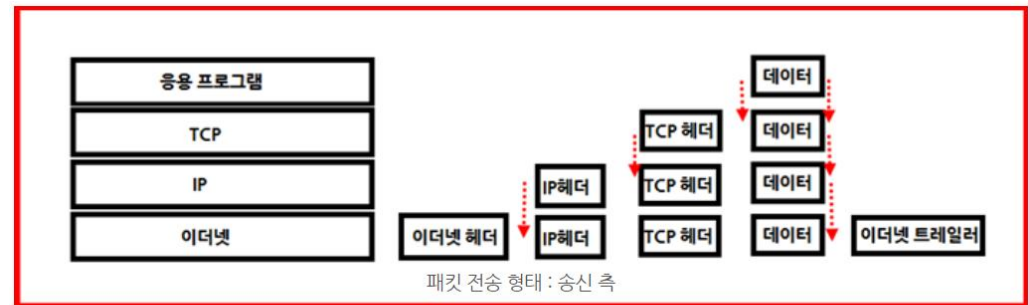 응용 프로그램 데이터
TCP TCP 헤더 데이터
IP IP헤더 TCP 헤더 데이터
이더넷 이더넷 헤더 IP헤더 TCP 헤더 데이터 이더넷 트레일러
패킷 전송 형태 : 송신 측